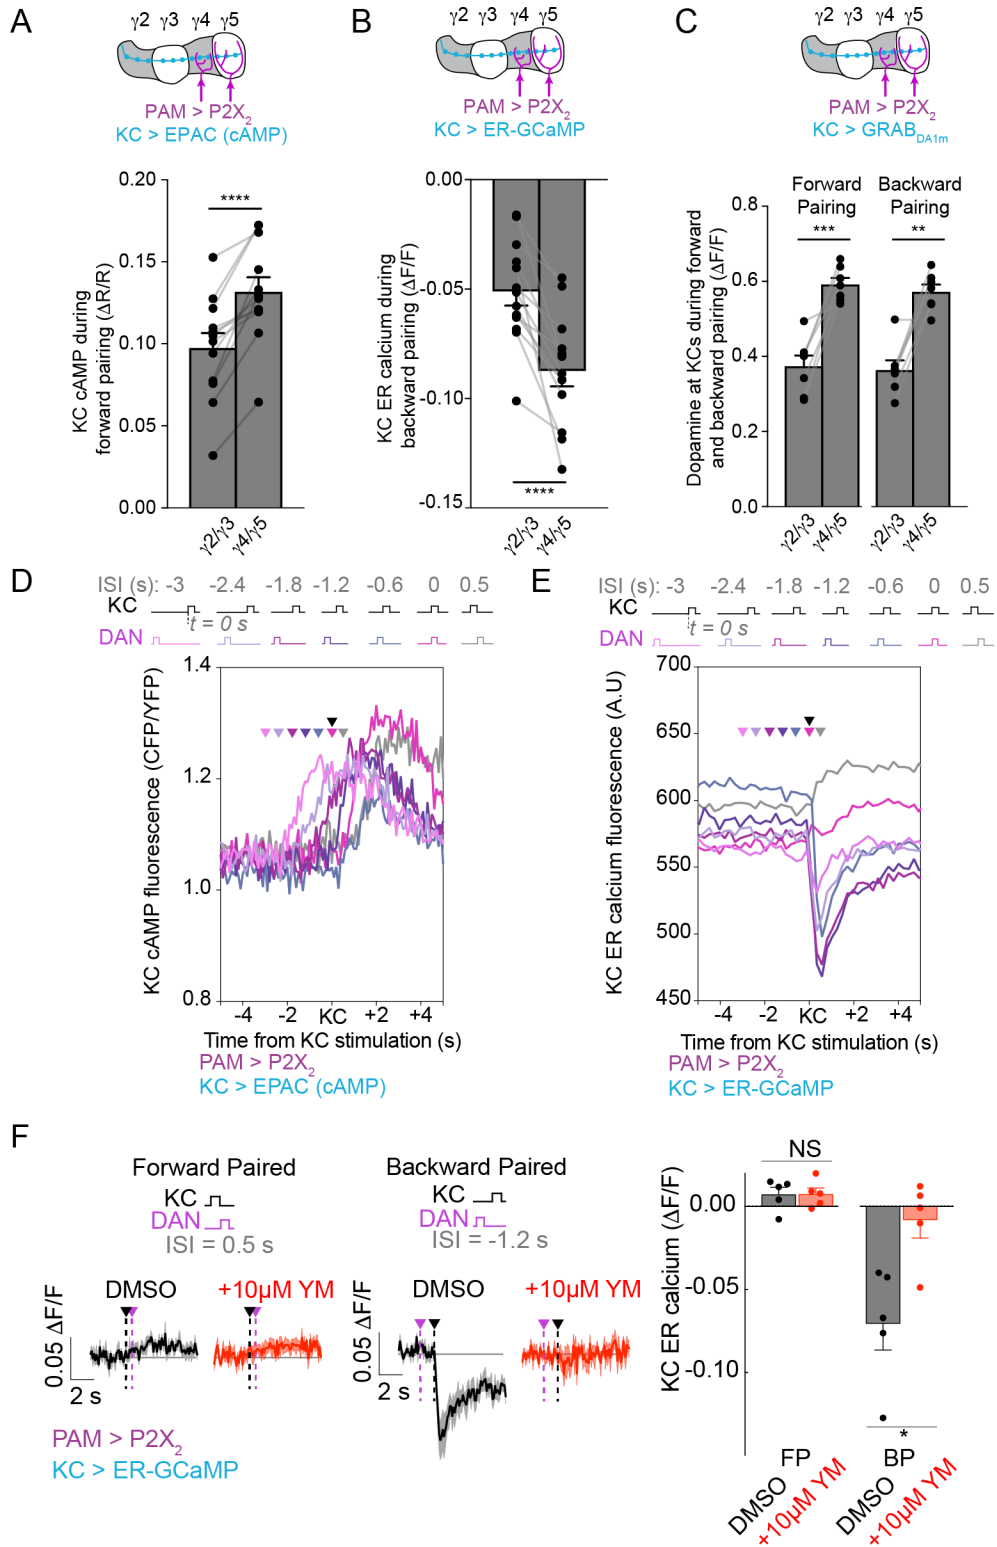 A
γ2 γ3 γ4 γ5
PAM > P2X2
KC > EPAC (cAMP)
KC cAMP during
forward pairing (ΔR/R)
0.20
0.15
0.10
0.05
0.00
****
γ2/γ3
γ4/γ5
B
γ2 γ3 γ4 γ5
PAM > P2X2
KC > ER-GCaMP
KC ER calcium during
backward pairing (ΔF/F)
0.00
-0.05
-0.10
-0.15
****
γ2/γ3
γ4/γ5
C
γ2 γ3 γ4 γ5
PAM > P2X2
KC > GRABDA1m
Dopamine at KCs during forward
and backward pairing (ΔF/F)
Forward
Pairing
Backward
Pairing
0.8
0.6
0.4
0.2
0.0
***
**
γ2/γ3
γ4/γ5
γ2/γ3
γ4/γ5
D
ISI (s): -3 -2.4 -1.8 -1.2 -0.6 0 0.5
KC
t = 0 s
DAN
KC cAMP fluorescence (CFP/YFP)
1.4
1.2
1.0
0.8
-4 -2 KC +2 +4
Time from KC stimulation (s)
PAM > P2X2
KC > EPAC (cAMP)
E
ISI (s): -3 -2.4 -1.8 -1.2 -0.6 0 0.5
KC
t = 0 s
DAN
KC ER calcium fluorescence (A.U)
700
650
600
550
500
450
-4 -2 KC +2 +4
Time from KC stimulation (s)
PAM > P2X2
KC > ER-GCaMP
F
Forward Paired
KC
DAN
ISI = 0.5 s
DMSO
+10µM YM
0.05 ΔF/F
2 s
Backward Paired
KC
DAN
ISI = -1.2 s
DMSO
+10µM YM
0.05 ΔF/F
2 s
PAM > P2X2
KC > ER-GCaMP
KC ER calcium (ΔF/F)
0.00
-0.05
-0.10
NS
*
FP
BP
DMSO
+10µM YM
DMSO
+10µM YM